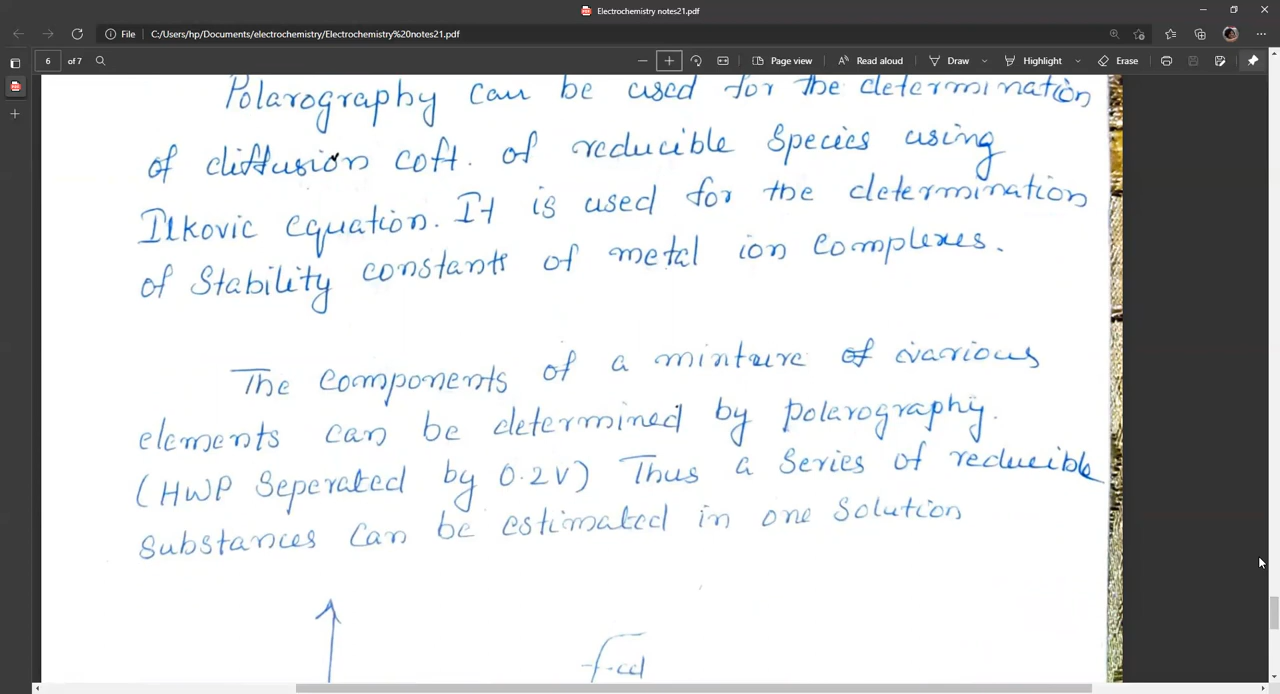 Electrochemistry notes21.pdf
File C:/Users/hp/Documents/electrochemistry/Electrochemistry%20notes21.pdf
6 of 7 Page view Read aloud Draw Highlight Erase
Polarography can be used for the determination
of diffusion coft. of reducible Species using
Ilkovic equation. It is used for the determination
of Stability constants of metal ion complexes.
The components of a mixture of various
elements can be determined by polarography.
(HWP Seperated by 0.2V) Thus a Series of reducible
substances can be estimated in one solution
cd